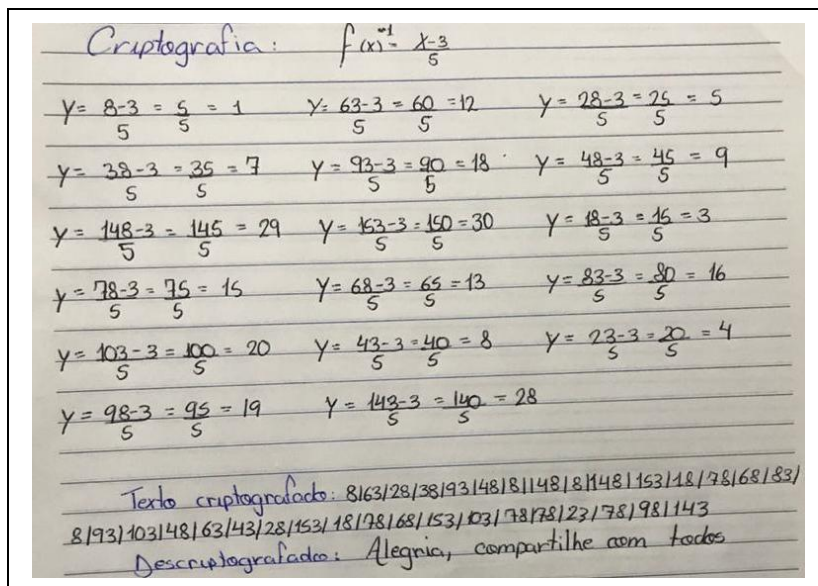 Criptografia: f(x)⁻¹= x-3/5
y= 8-3/5 = 5/5 = 1 y= 63-3/5 = 60/5 =12 y= 28-3/5 = 25/5 = 5
y= 38-3/5 = 35/5 = 7 y= 93-3/5 = 90/5 = 18 y= 48-3/5 = 45/5 = 9
y= 148-3/5 = 145/5 = 29 y= 153-3/5 = 150/5 = 30 y= 18-3/5 = 15/5 = 3
y= 78-3/5 = 75/5 = 15 y= 68-3/5 = 65/5 = 13 y= 83-3/5 = 80/5 = 16
y= 103-3/5 = 100/5 = 20 y= 43-3/5 = 40/5 = 8 y= 23-3/5 = 20/5 = 4
y= 98-3/5 = 95/5 = 19 y= 143-3/5 = 140/5 = 28
Texto criptografado: 8/63/28/38/93/48/8/148/8/148/153/18/78/68/83/
8/93/103/48/63/43/28/153/18/78/68/153/103/78/78/23/78/98/143
Descriptografado: Alegria, compartilhe com todos